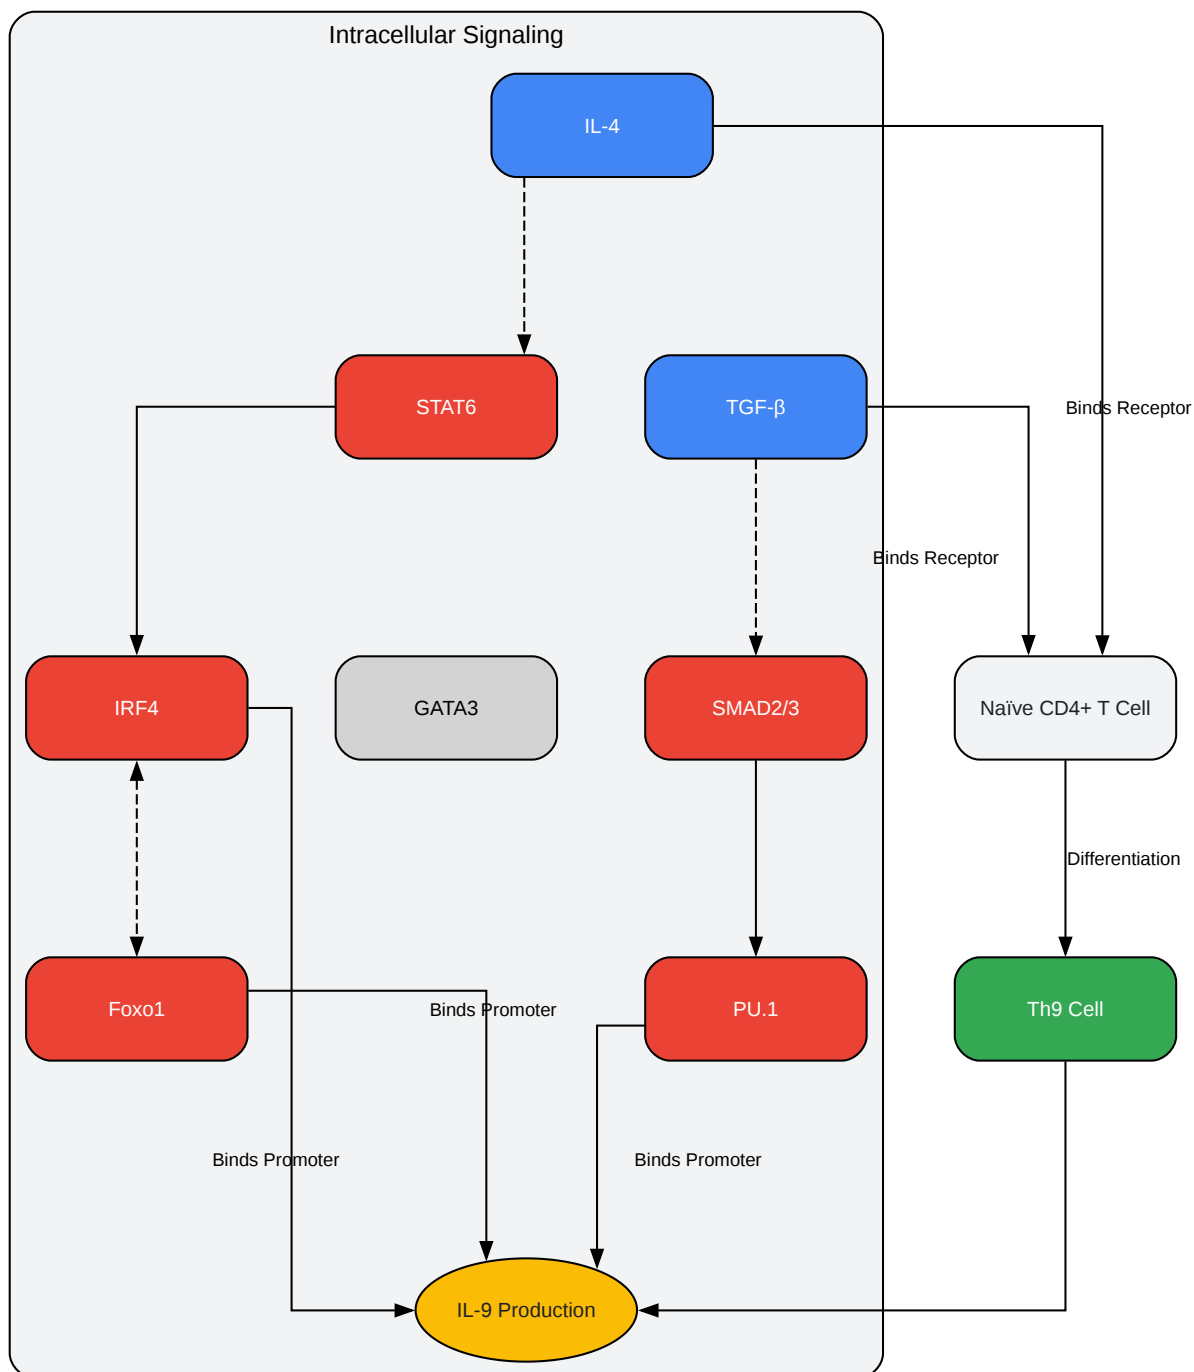 Intracellular Signaling
IL-4
STAT6
TGF-β
Binds Receptor
Binds Receptor
IRF4
GATA3
SMAD2/3
Naïve CD4+ T Cell
Differentiation
Foxo1
Binds Promoter
PU.1
Th9 Cell
Binds Promoter
Binds Promoter
IL-9 Production